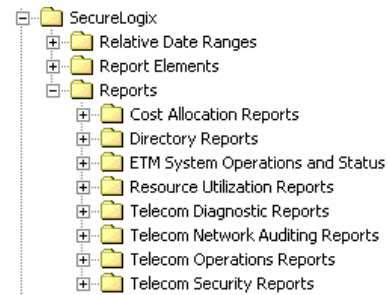 SecureLogix
Relative Date Ranges
Report Elements
Reports
Cost Allocation Reports
Directory Reports
ETM System Operations and Status
Resource Utilization Reports
Telecom Diagnostic Reports
Telecom Network Auditing Reports
Telecom Operations Reports
Telecom Security Reports